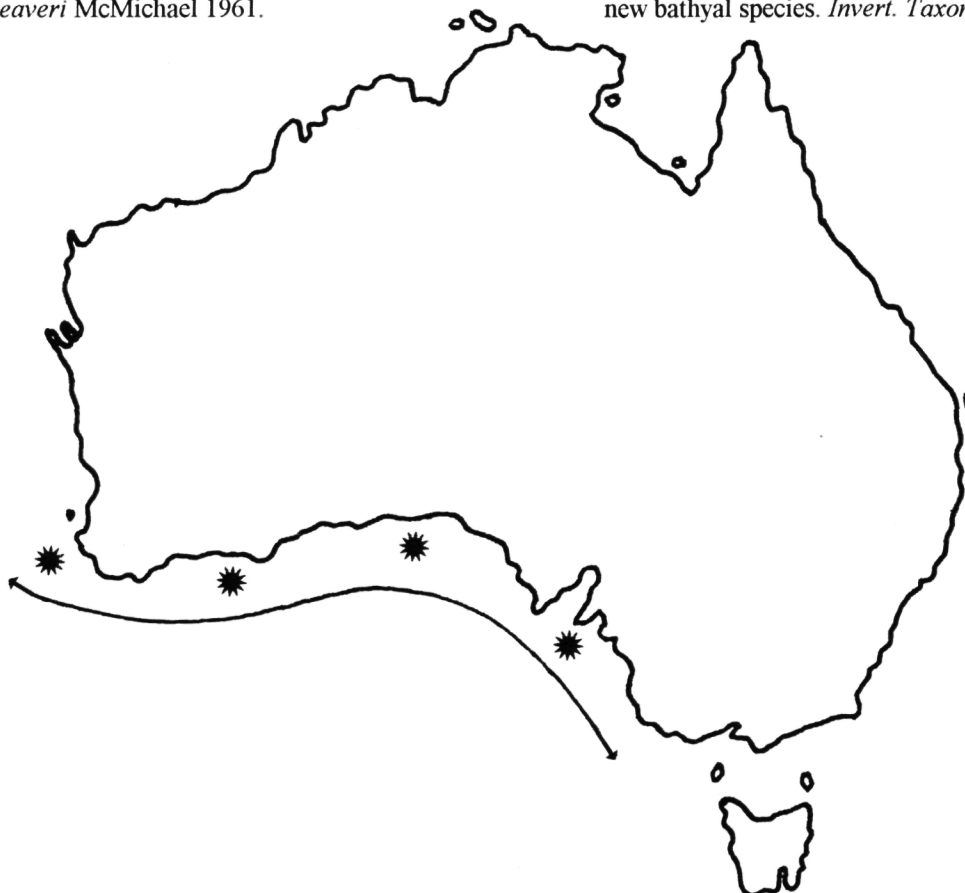 eaveri McMichael 1961.
new bathyal species. Invert. Taxon